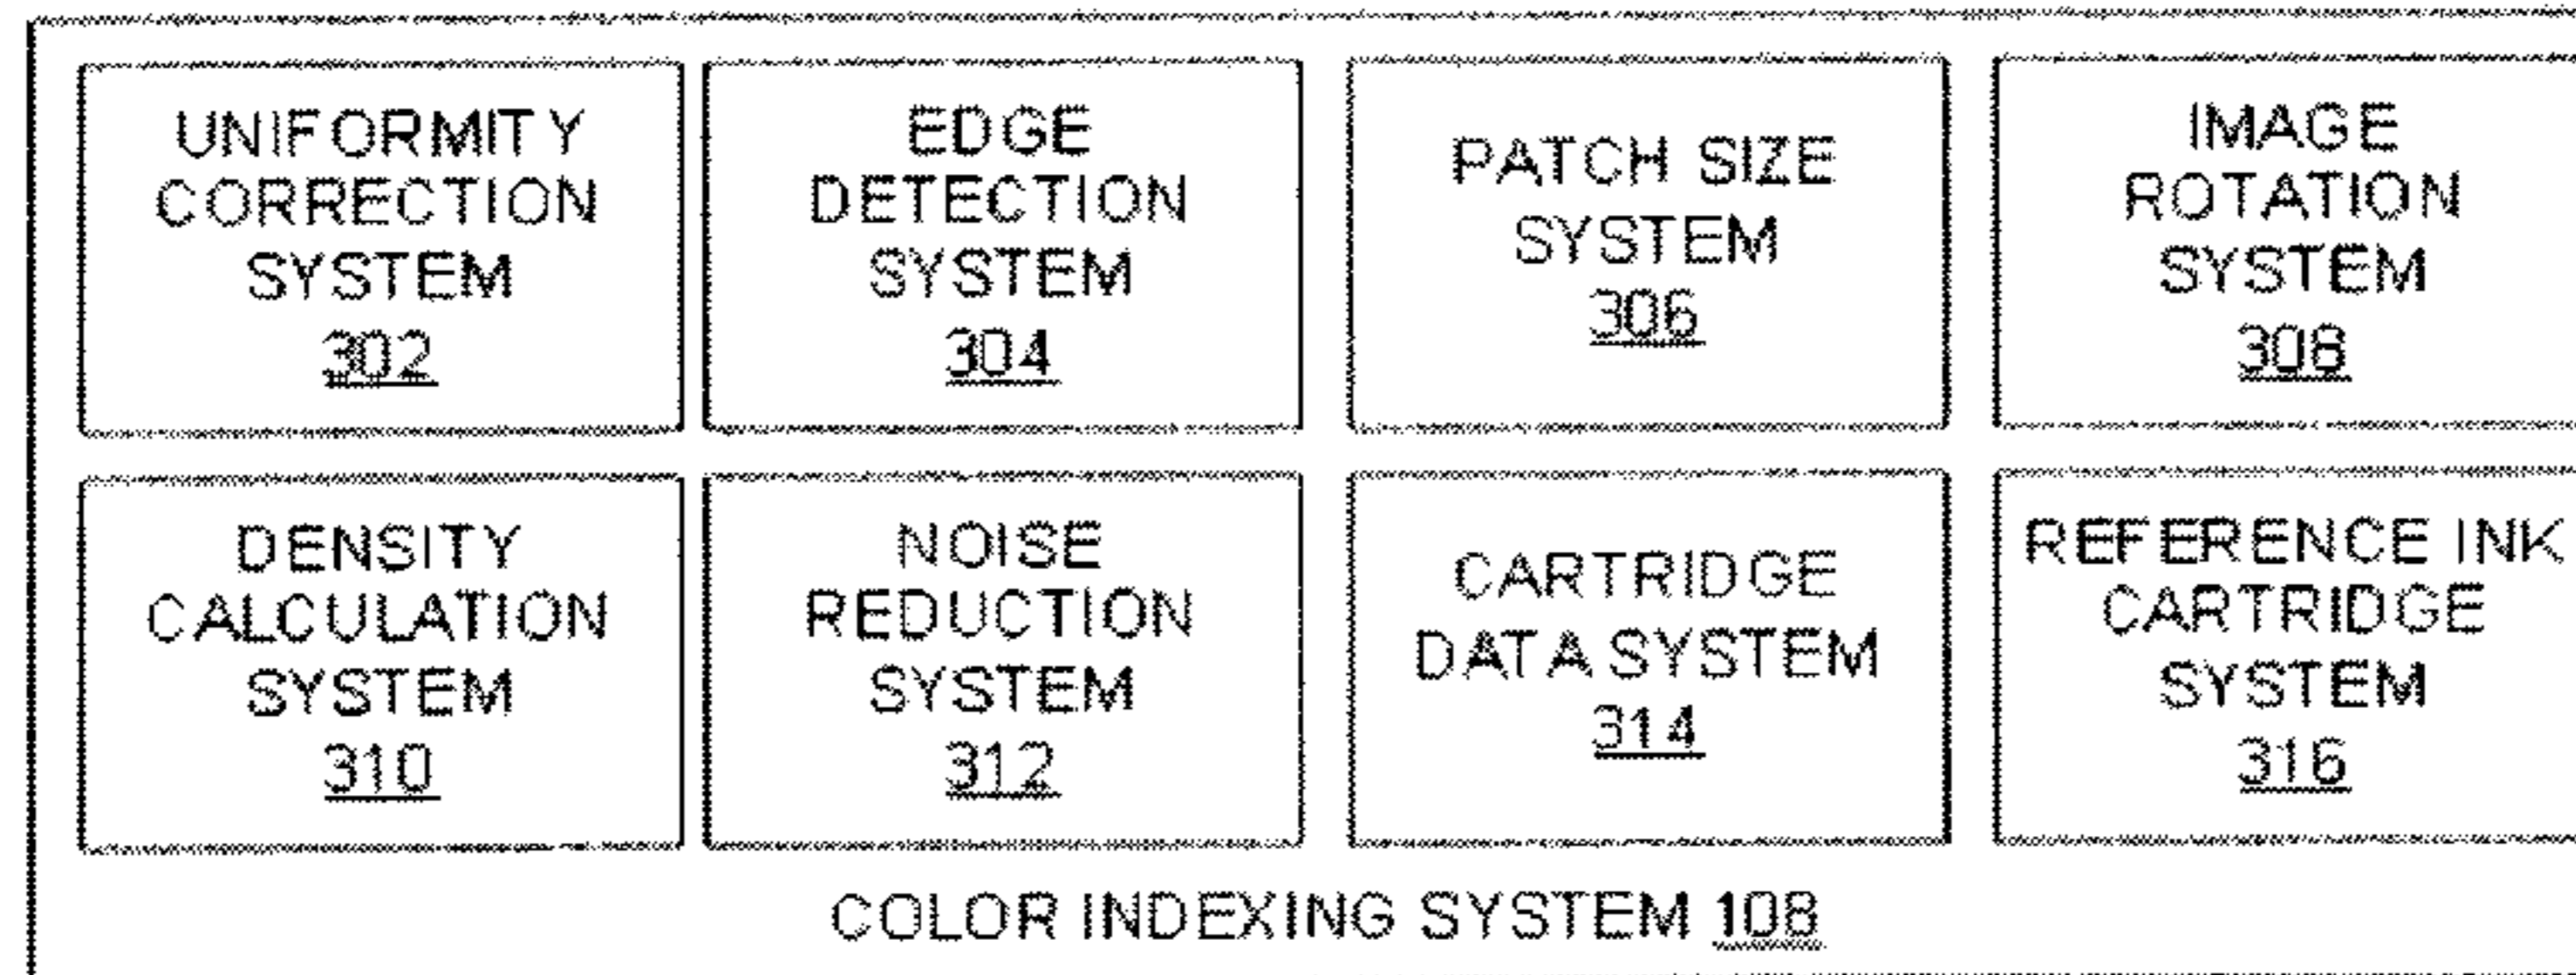 UNIFORMITY
CORRECTION
SYSTEM
302
EDGE
DETECTION
SYSTEM
304
PATCH SIZE
SYSTEM
306
IMAGE
ROTATION
SYSTEM
308
DENSITY
CALCULATION
SYSTEM
310
NOISE
REDUCTION
SYSTEM
312
CARTRIDGE
DATA SYSTEM
314
REFERENCE INK
CARTRIDGE
SYSTEM
316
COLOR INDEXING SYSTEM 108